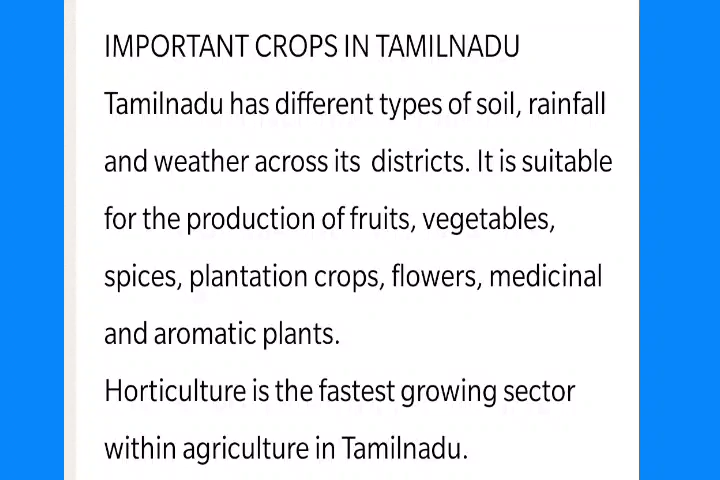 IMPORTANT CROPS IN TAMILNADU
Tamilnadu has different types of soil, rainfall
and weather across its districts. It is suitable
for the production of fruits, vegetables,
spices, plantation crops, flowers, medicinal
and aromatic plants.
Horticulture is the fastest growing sector
within agriculture in Tamilnadu.